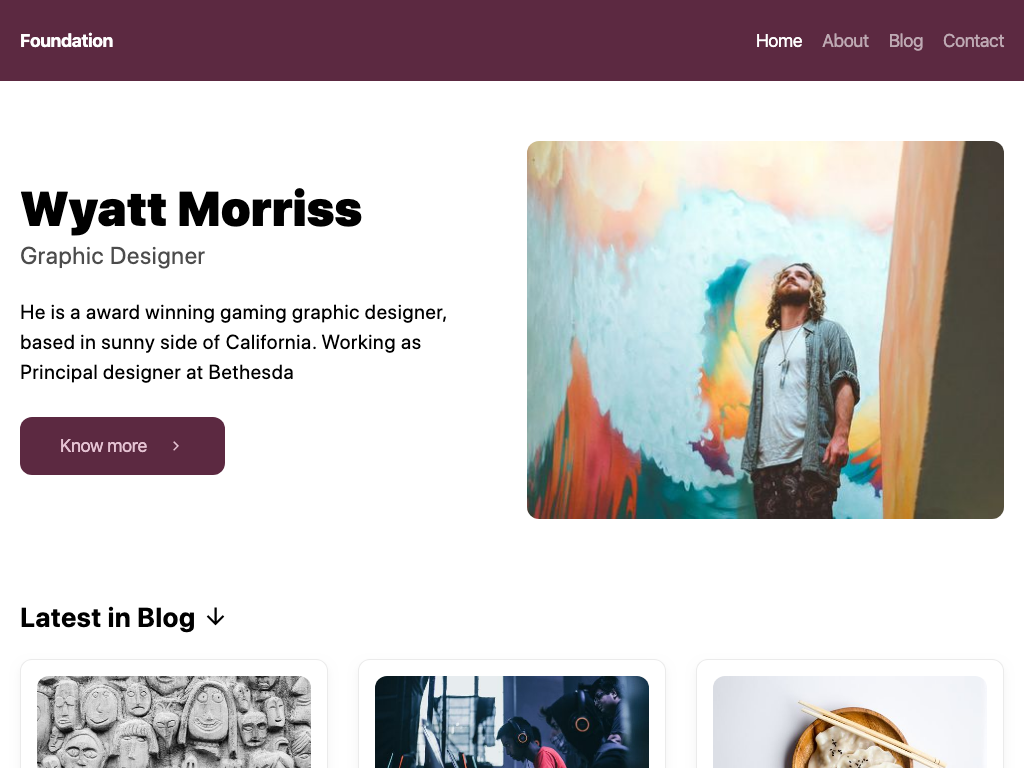 Foundation
Home About Blog Contact
Wyatt Morriss
Graphic Designer
He is a award winning gaming graphic designer,
based in sunny side of California. Working as
Principal designer at Bethesda
Know more
Latest in Blog ↓